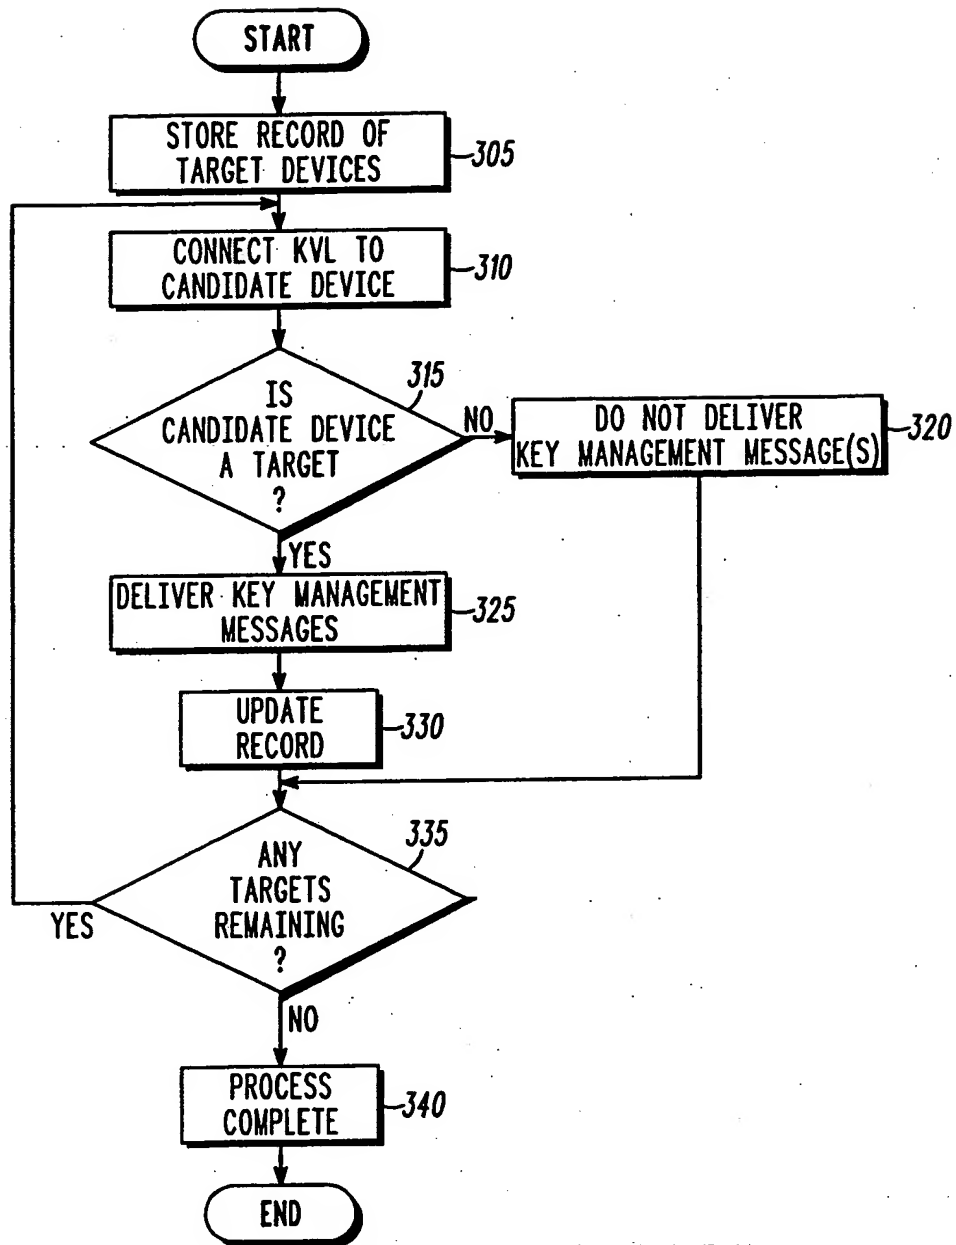 START
STORE RECORD OF
TARGET DEVICES
305
CONNECT KVL TO
CANDIDATE DEVICE
310
IS
CANDIDATE DEVICE
A TARGET
?
315
NO
DO NOT DELIVER
KEY MANAGEMENT MESSAGE(S)
320
YES
DELIVER KEY MANAGEMENT
MESSAGES
325
UPDATE
RECORD
330
ANY
TARGETS
REMAINING
?
335
YES
NO
PROCESS
COMPLETE
340
END